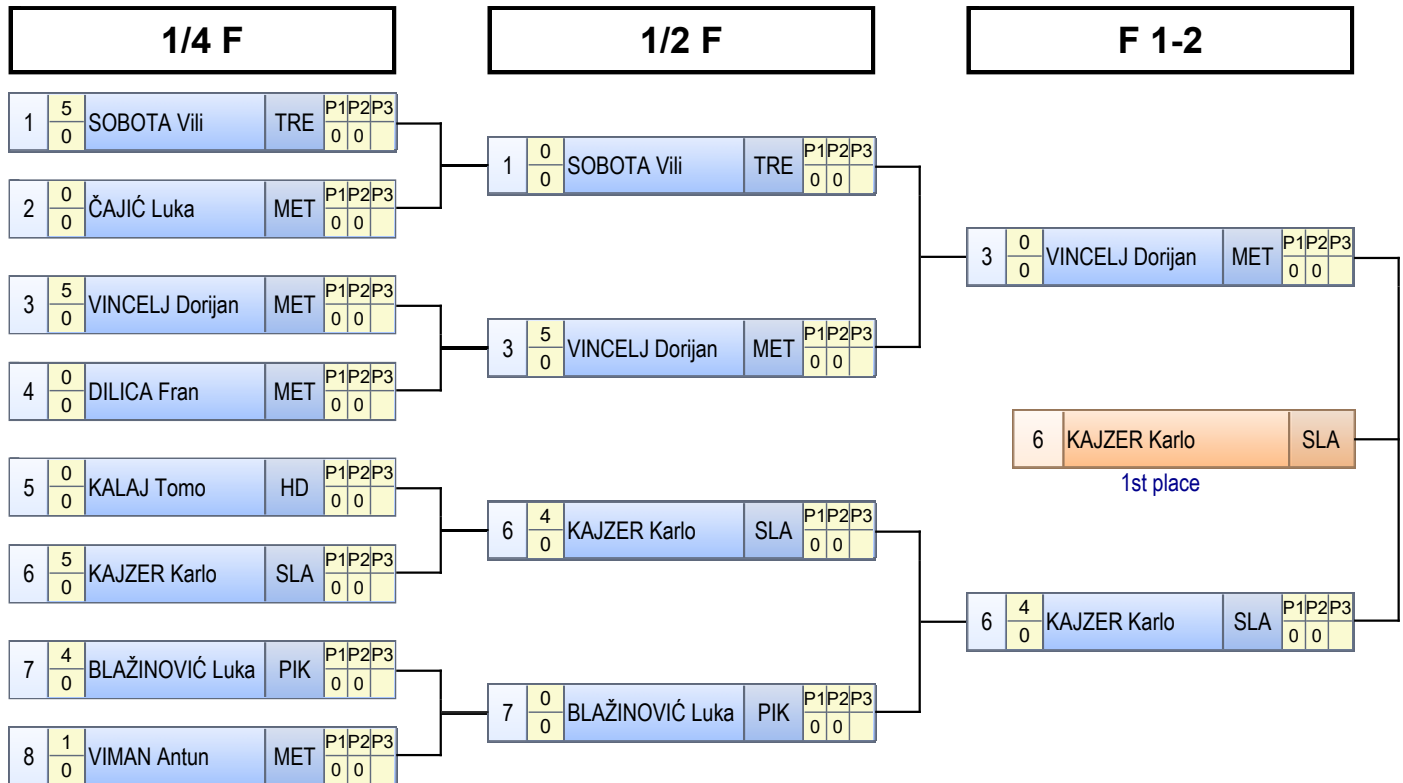 1/4 F 1/2 F F 1-2
1 5 0 SOBOTA Vili TRE P1 P2 P3 0 0
2 0 0 ČAJIĆ Luka MET P1 P2 P3 0 0
3 5 0 VINCELJ Dorijan MET P1 P2 P3 0 0
4 0 0 DILICA Fran MET P1 P2 P3 0 0
5 0 0 KALAJ Tomo HD P1 P2 P3 0 0
6 5 0 KAJZER Karlo SLA P1 P2 P3 0 0
7 4 0 BLAŽINOVIĆ Luka PIK P1 P2 P3 0 0
8 1 0 VIMAN Antun MET P1 P2 P3 0 0
1 0 0 SOBOTA Vili TRE P1 P2 P3 0 0
3 5 0 VINCELJ Dorijan MET P1 P2 P3 0 0
6 4 0 KAJZER Karlo SLA P1 P2 P3 0 0
7 0 0 BLAŽINOVIĆ Luka PIK P1 P2 P3 0 0
3 0 0 VINCELJ Dorijan MET P1 P2 P3 0 0
6 KAJZER Karlo SLA
1st place
6 4 0 KAJZER Karlo SLA P1 P2 P3 0 0